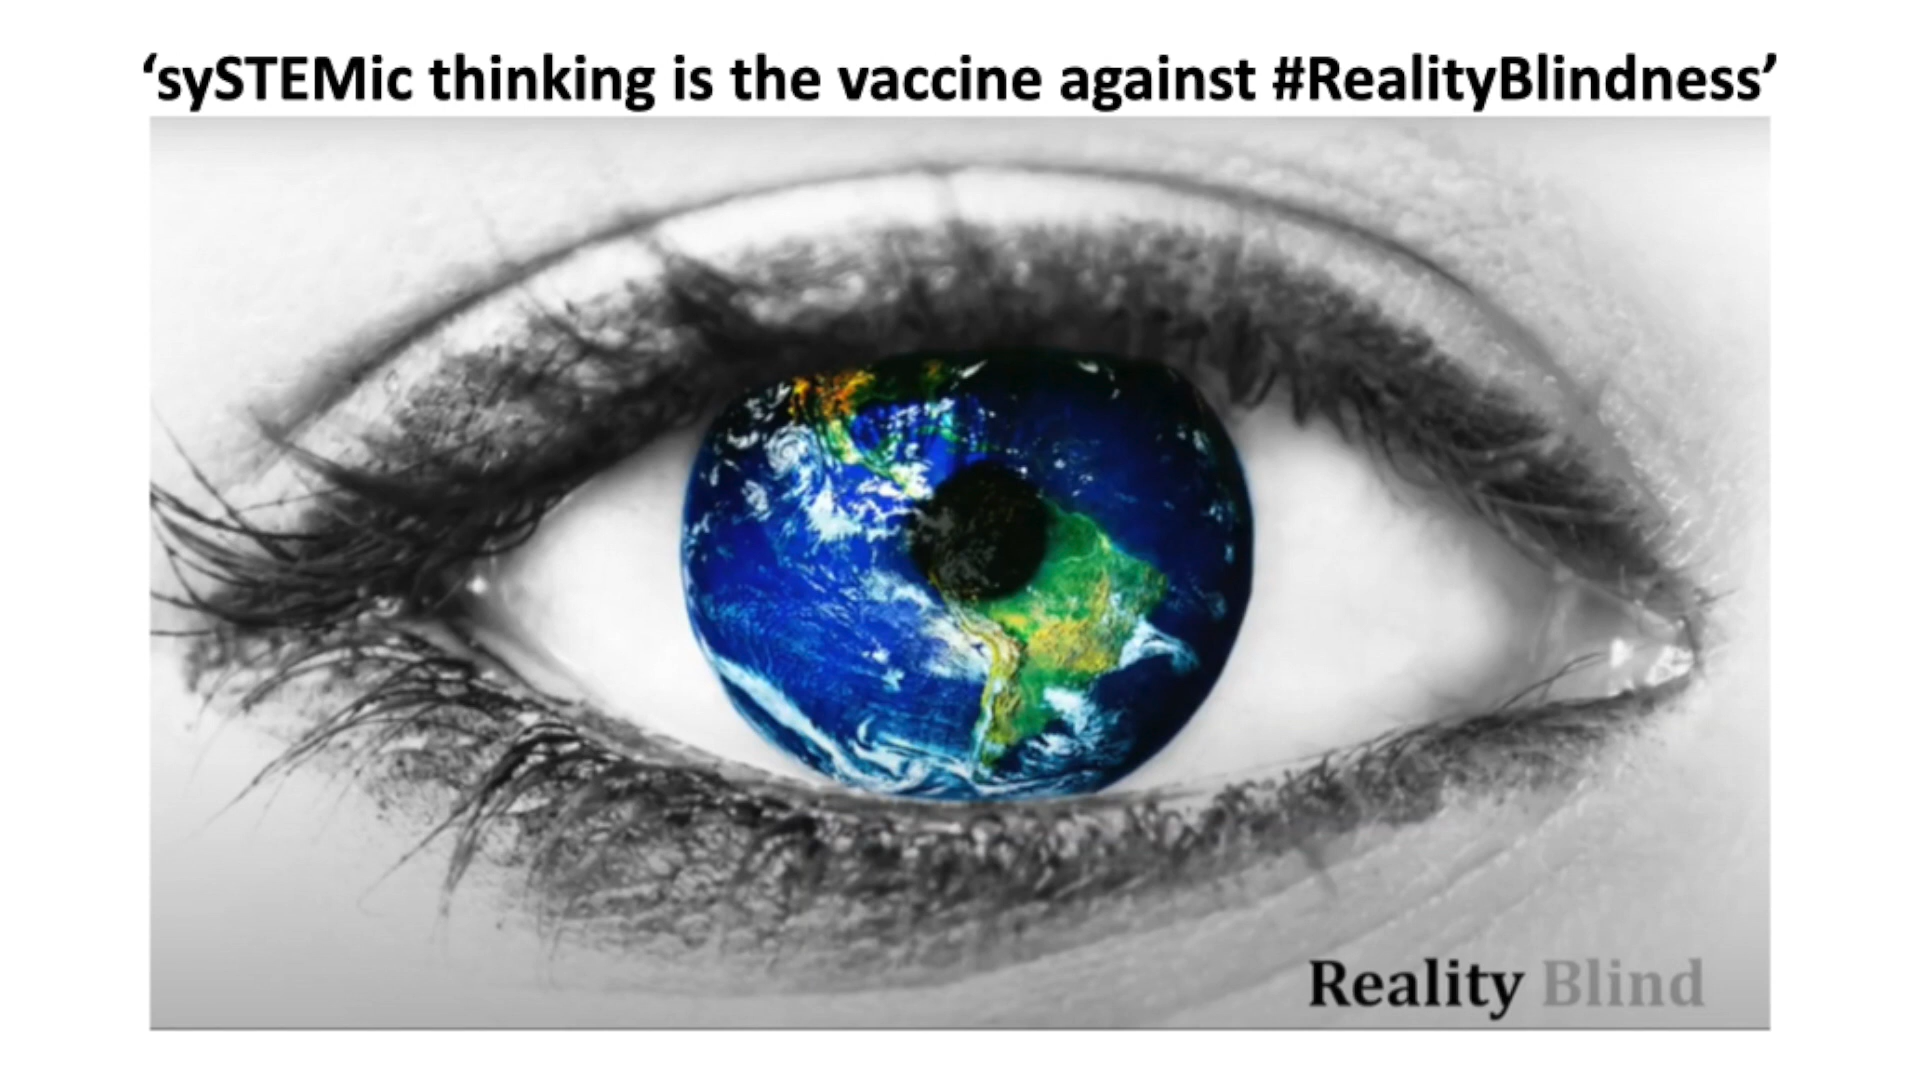 ‘sySTEMic thinking is the vaccine against #RealityBlindness’
Reality Blind